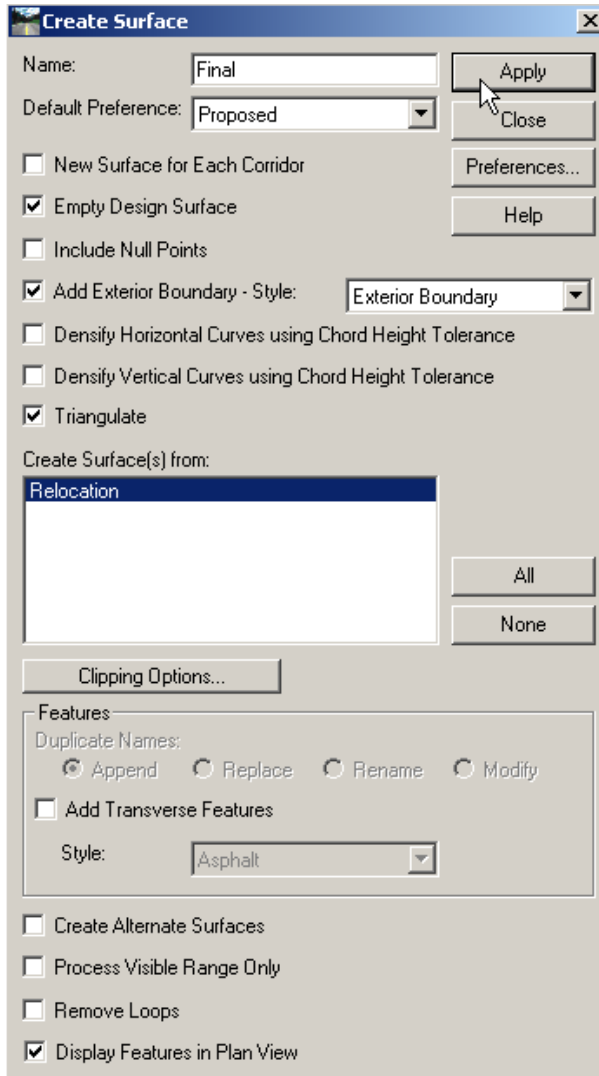 Create Surface
Name: Final Apply
Default Preference: Proposed Close
New Surface for Each Corridor Preferences...
Empty Design Surface Help
Include Null Points
Add Exterior Boundary - Style: Exterior Boundary
Densify Horizontal Curves using Chord Height Tolerance
Densify Vertical Curves using Chord Height Tolerance
Triangulate
Create Surface(s) from:
Relocation
All
None
Clipping Options...
Features
Duplicate Names:
Append Replace Rename Modify
Add Transverse Features
Style: Asphalt
Create Alternate Surfaces
Process Visible Range Only
Remove Loops
Display Features in Plan View